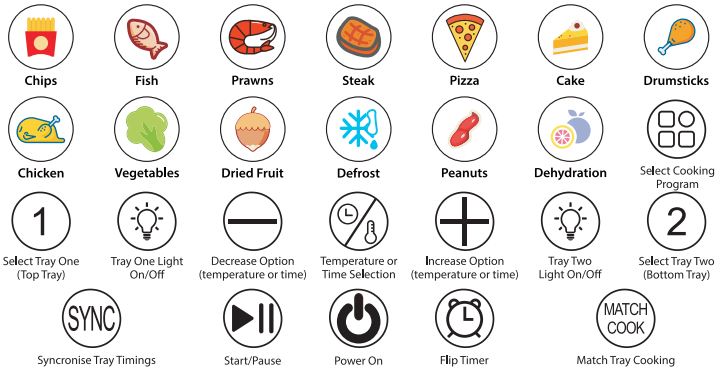 Chips Fish Prawns Steak Pizza Cake Drumsticks
Chicken Vegetables Dried Fruit Defrost Peanuts Dehydration Select Cooking
Program
1 2
Select Tray One Tray One Light Decrease Option Temperature or Increase Option Tray Two Select Tray Two
(Top Tray) On/Off (temperature or time) Time Selection (temperature or time) Light On/Off (Bottom Tray)
SYNC MATCH
COOK
Syncronise Tray Timings Start/Pause Power On Flip Timer Match Tray Cooking